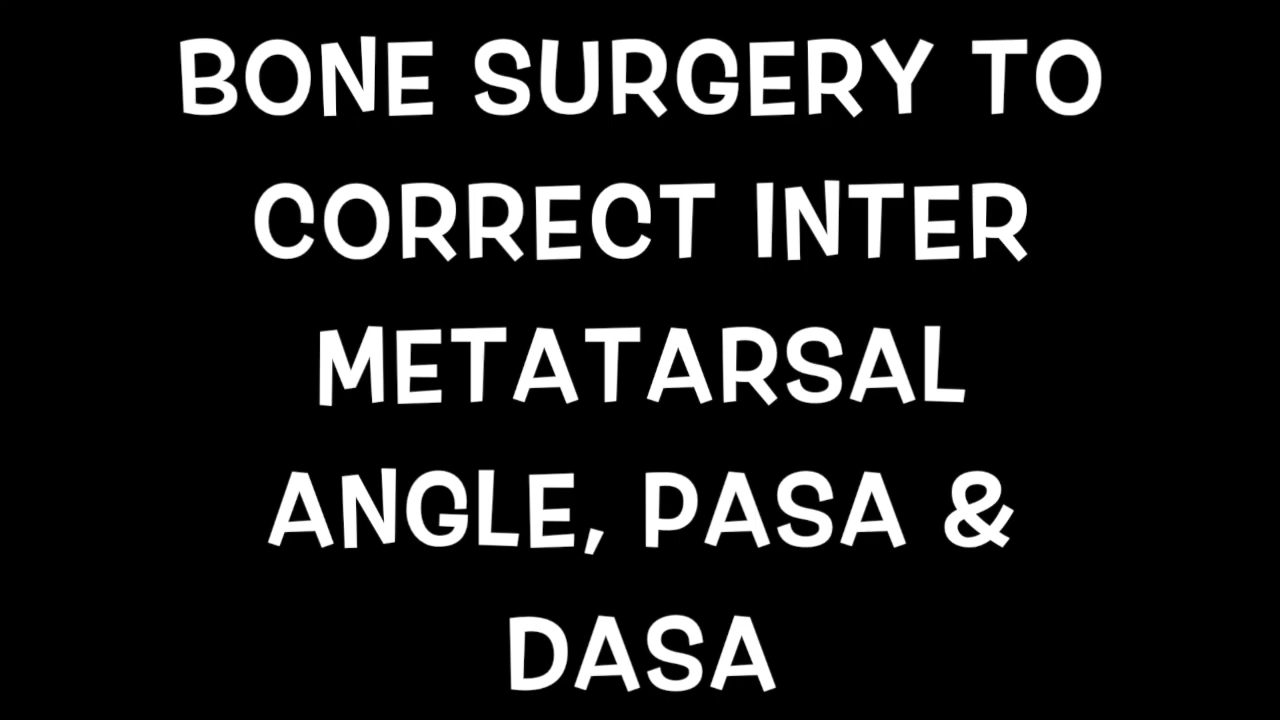 BONE SURGERY TO
CORRECT INTER
METATARSAL
ANGLE, PASA &
DASA